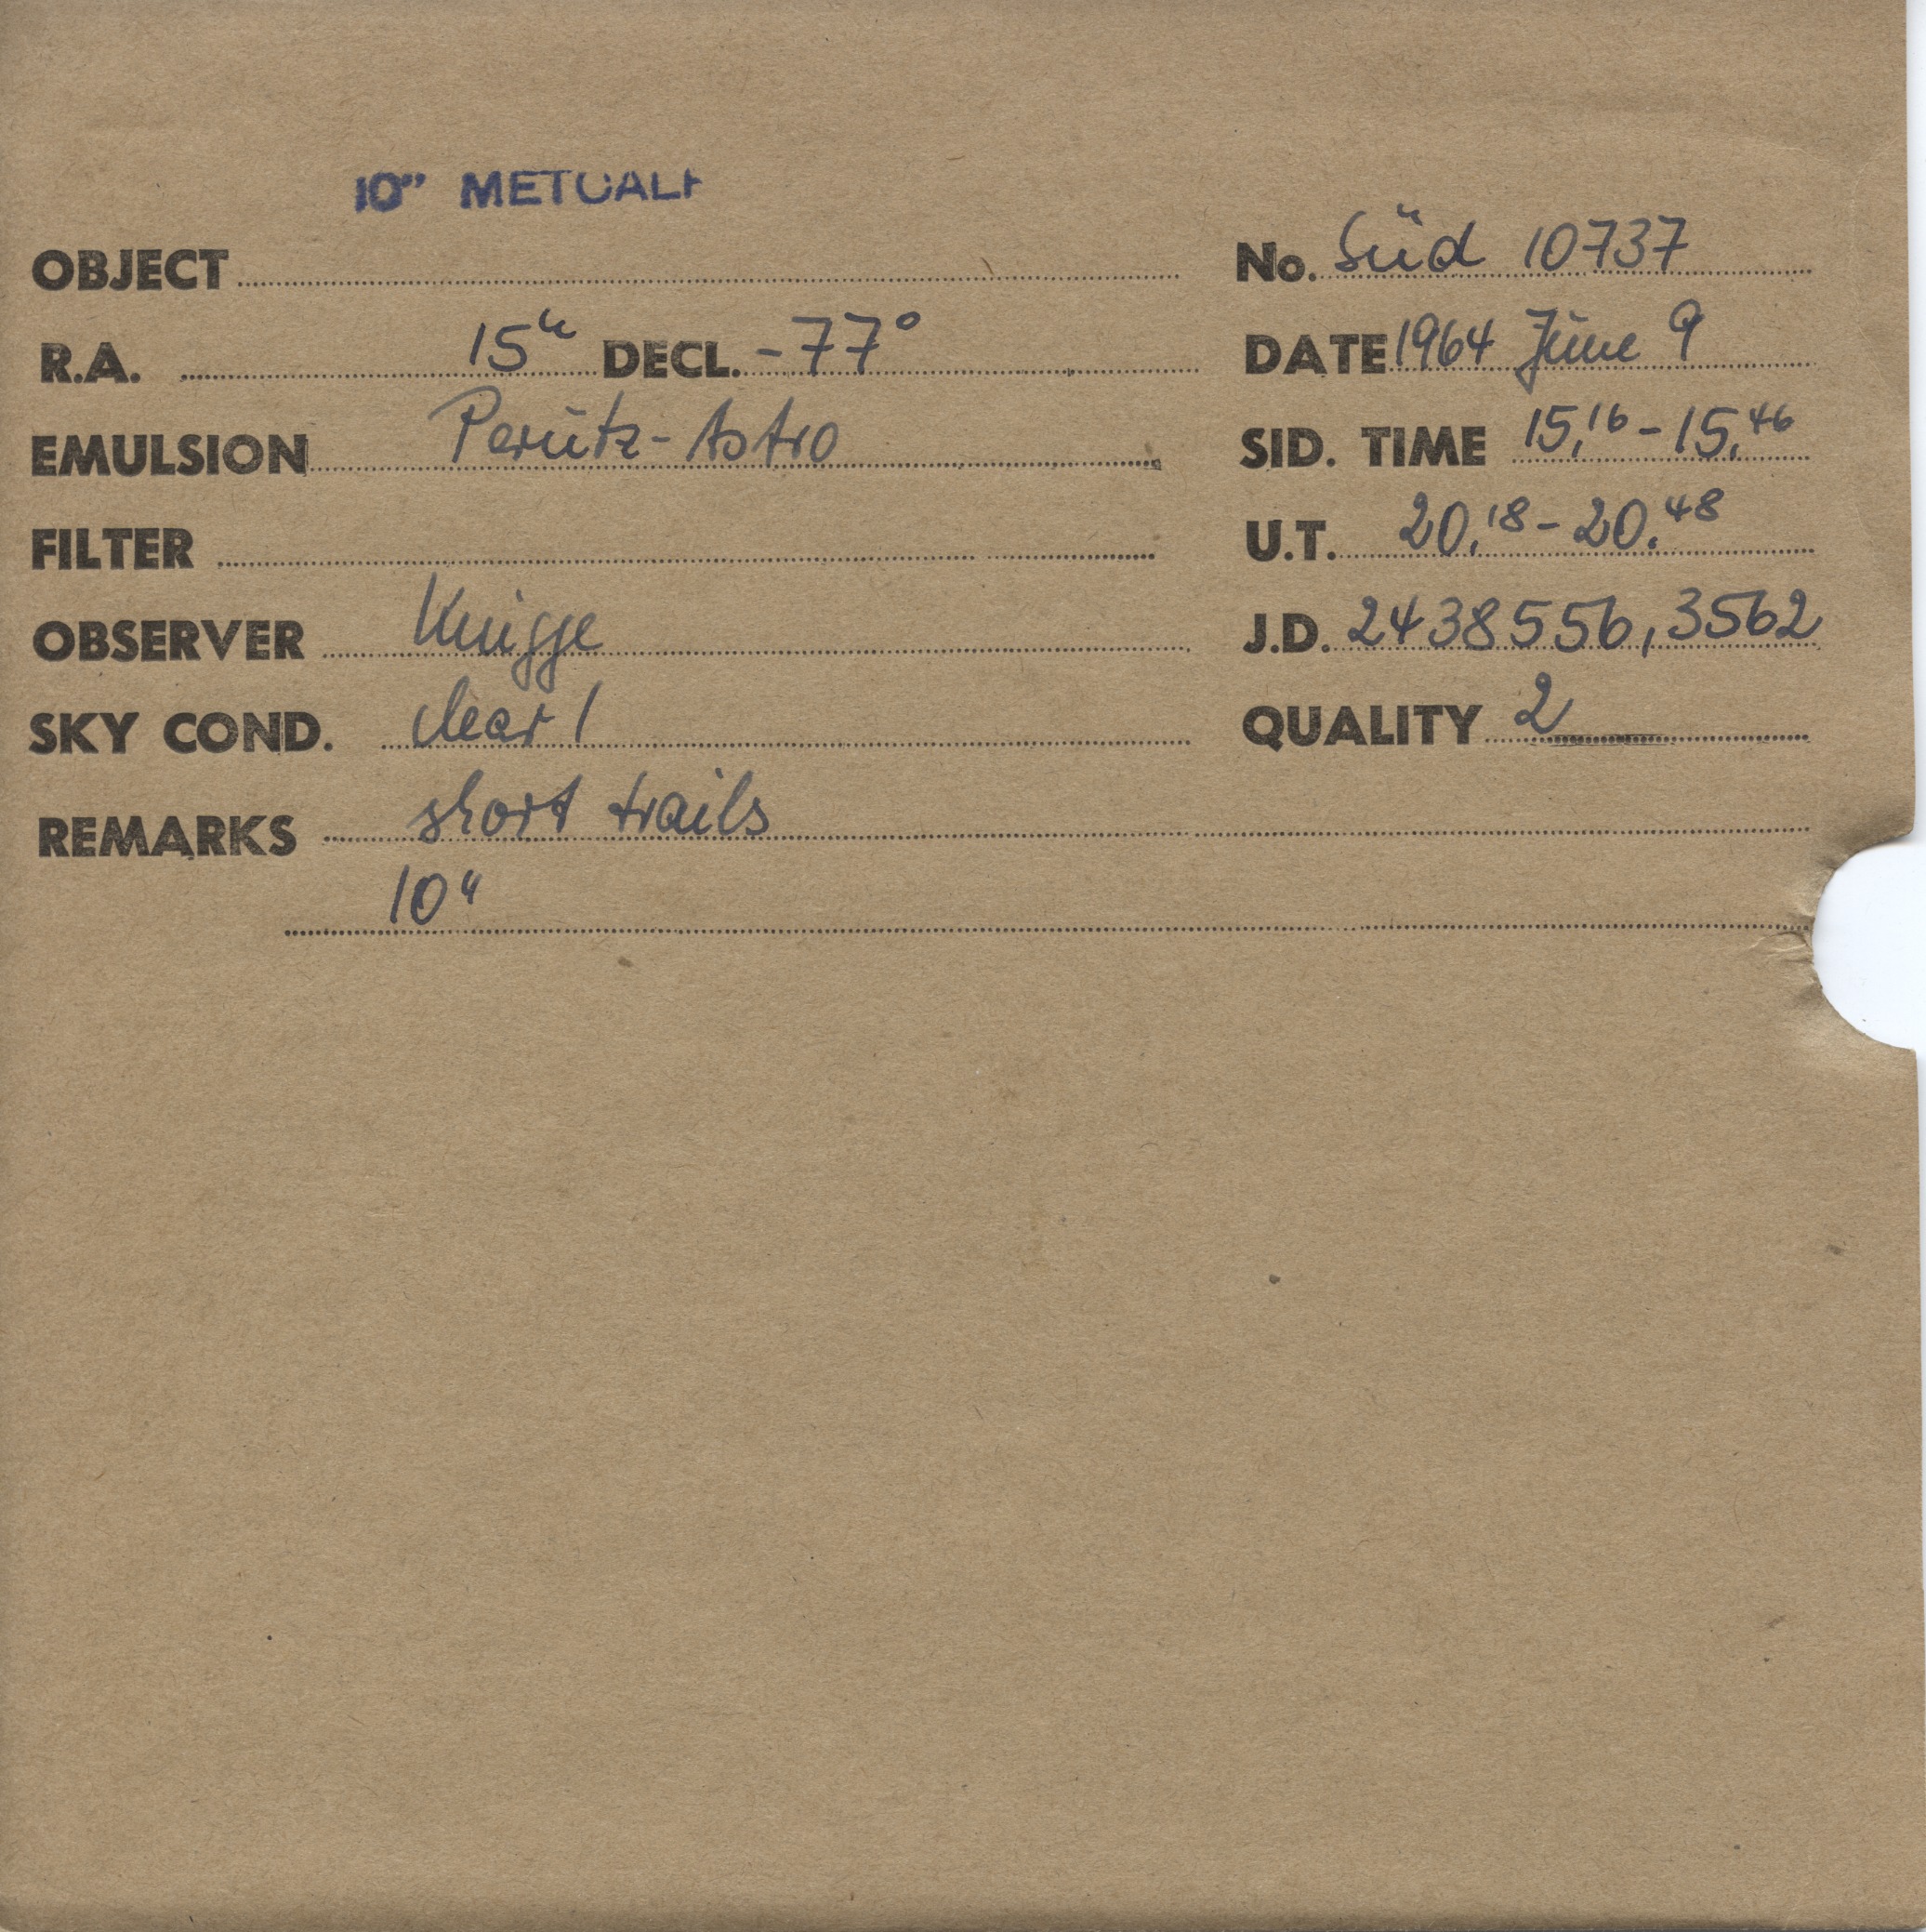 10" METCALF
OBJECT No. Süd 10737
R.A. 15h DECL. -77° DATE 1964 June 9
EMULSION Perutz-Astro SID. TIME 15,16 - 15,46
FILTER U.T. 20,18 - 20,48
OBSERVER Knigge J.D. 2438556,3562
SKY COND. clear 1 QUALITY 2
REMARKS short trails
10"